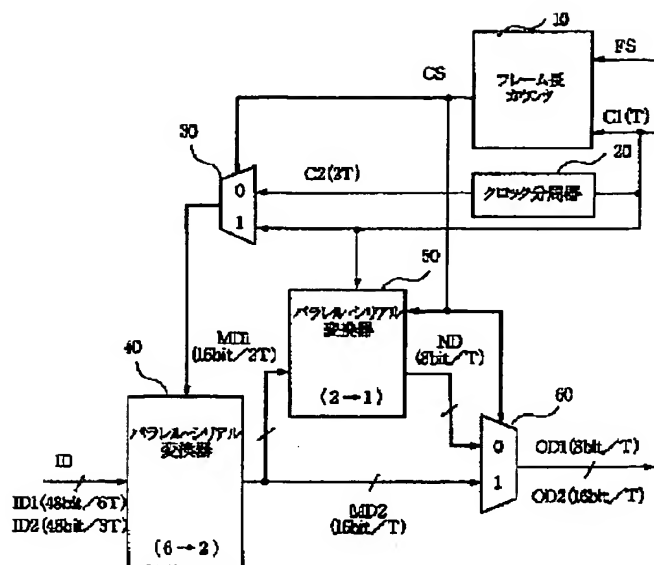 10
FS
CS
フレーム長
カウンタ
C1(T)
30
20
0
C2(2T)
クロック分周器
1
50
パラレル-シリアル
変換器
MD1
(16bit/2T)
ND
(8bit/T)
40
(2→1)
60
パラレル-シリアル
変換器
0
OD1(8bit/T)
ID
1
OD2(16bit/T)
ID1(48bit/6T)
ID2(48bit/3T)
MD2
(16bit/T)
(6→2)